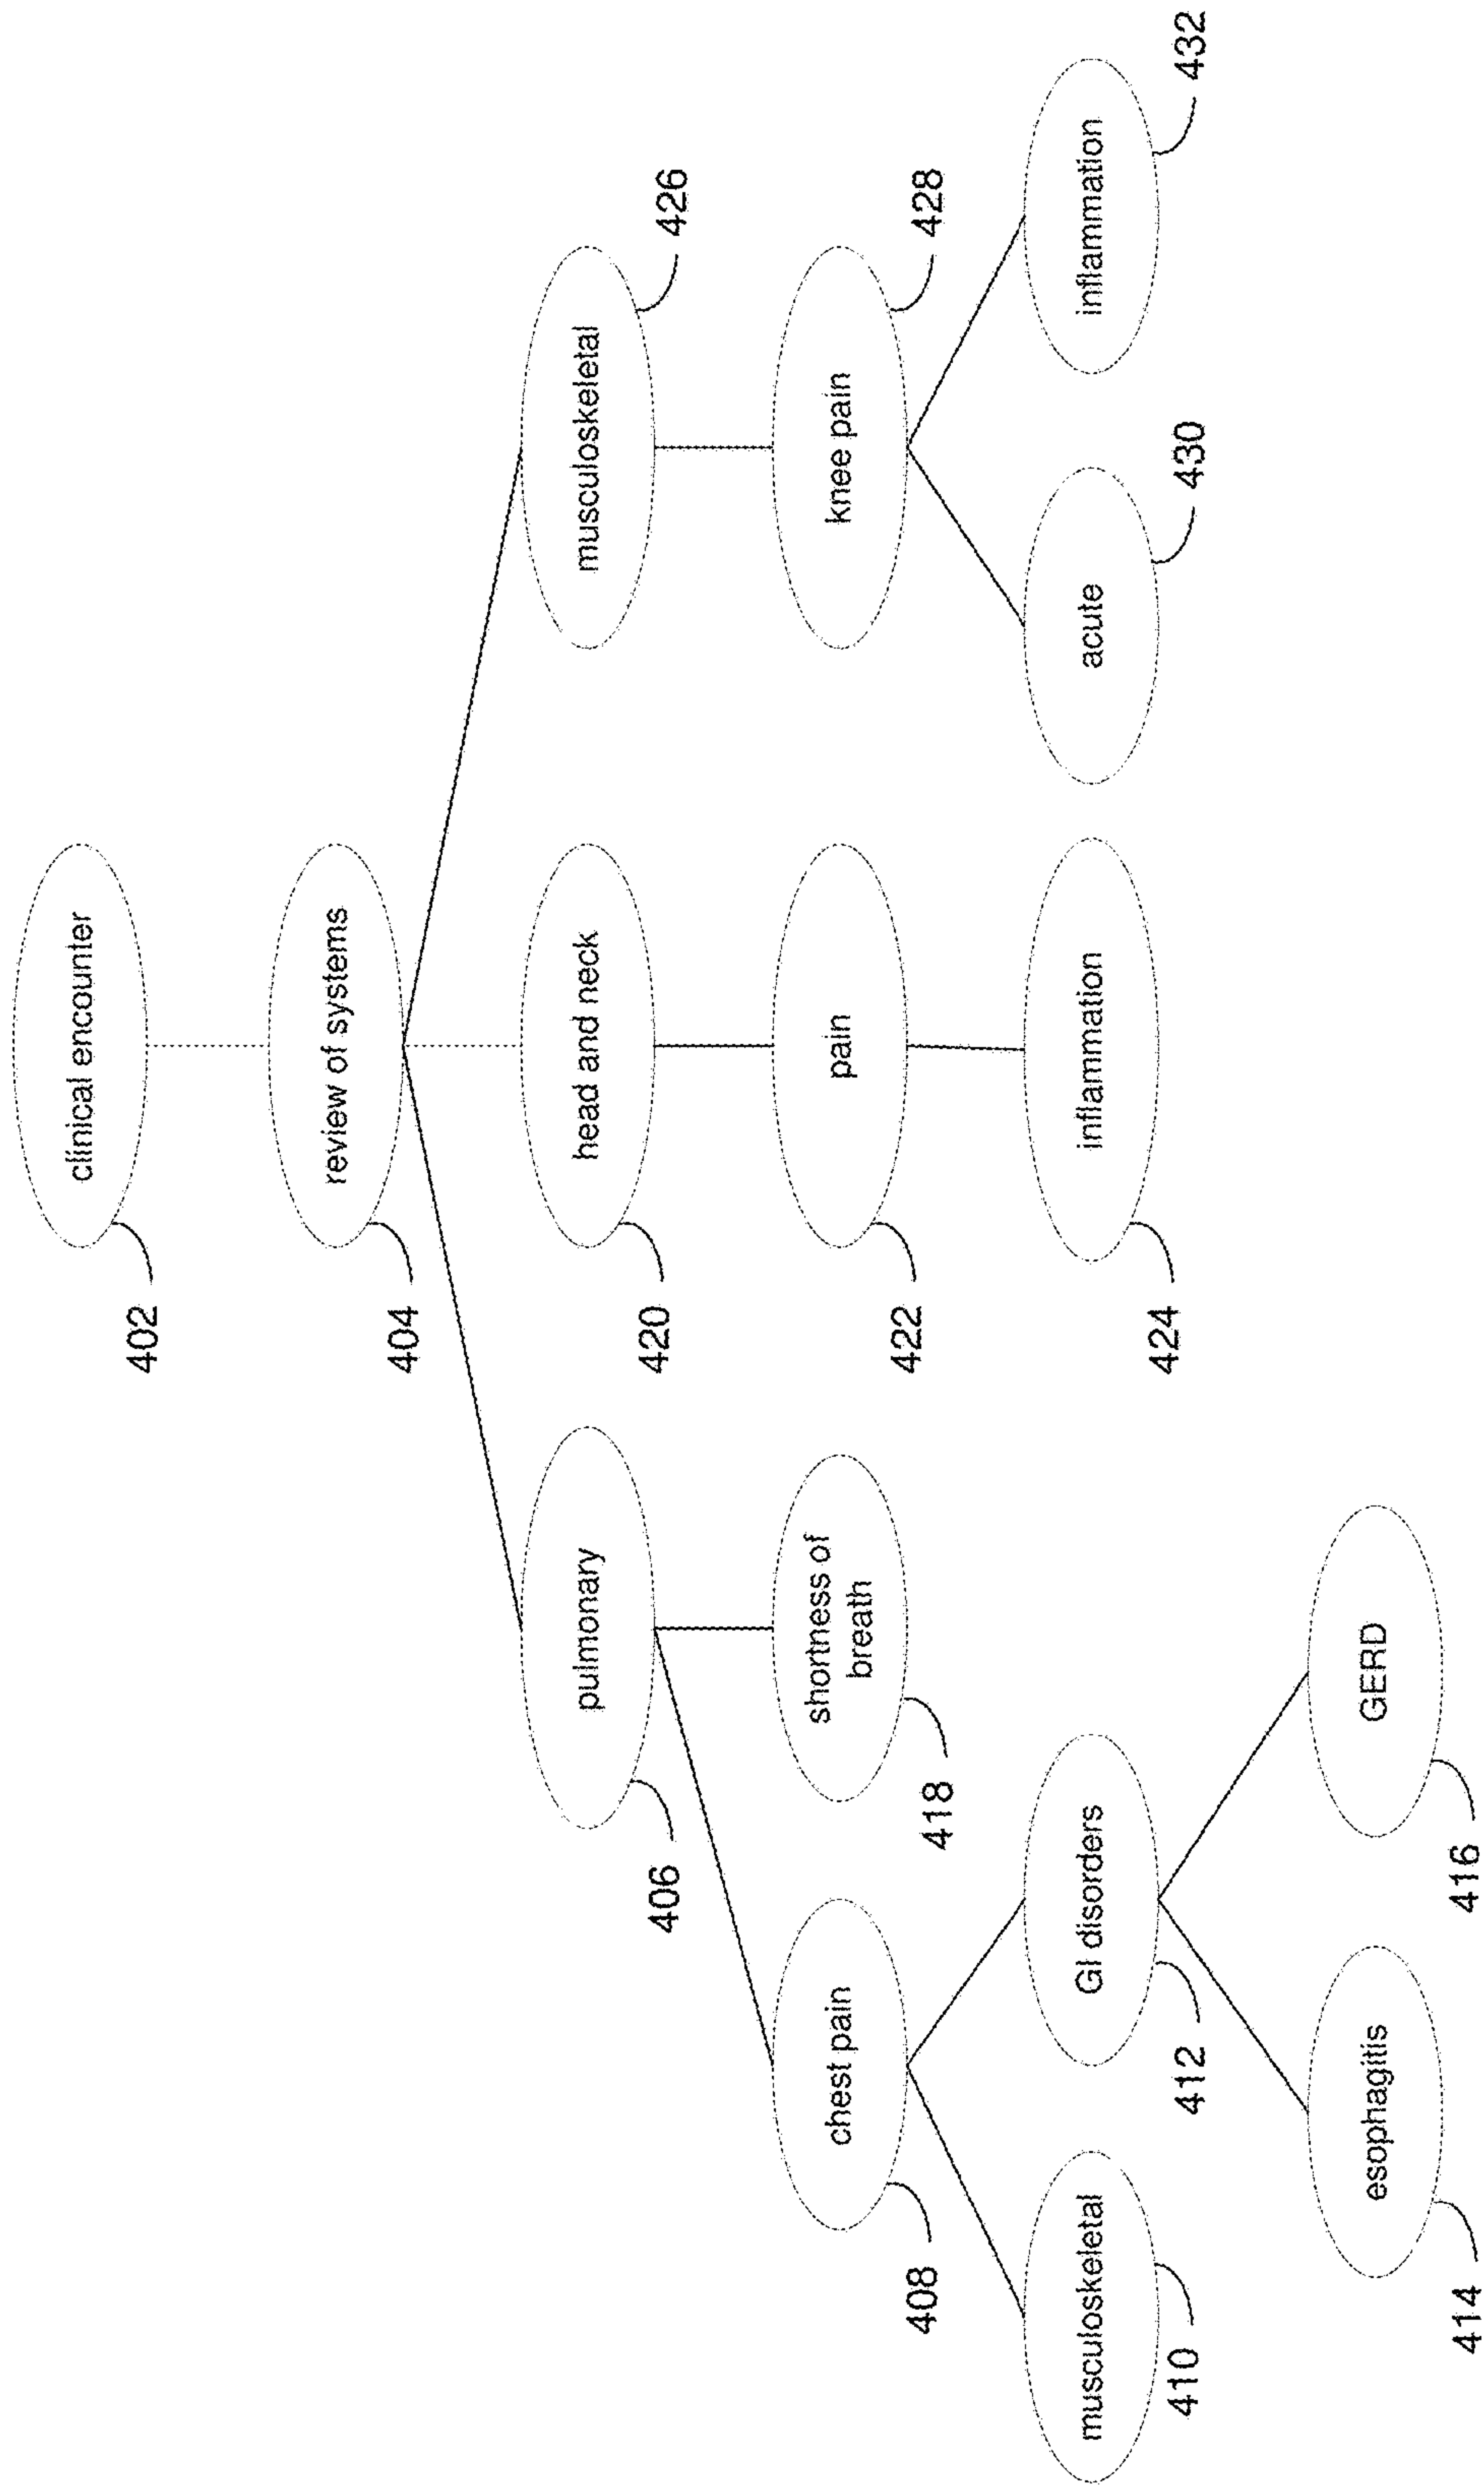 clinical encounter
402
review of systems
404
pulmonary
406
head and neck
420
musculoskeletal
426
chest pain
408
shortness of
breath
418
pain
422
knee pain
428
musculoskeletal
410
GI disorders
412
inflammation
424
acute
430
inflammation
432
esophagitis
414
GERD
416